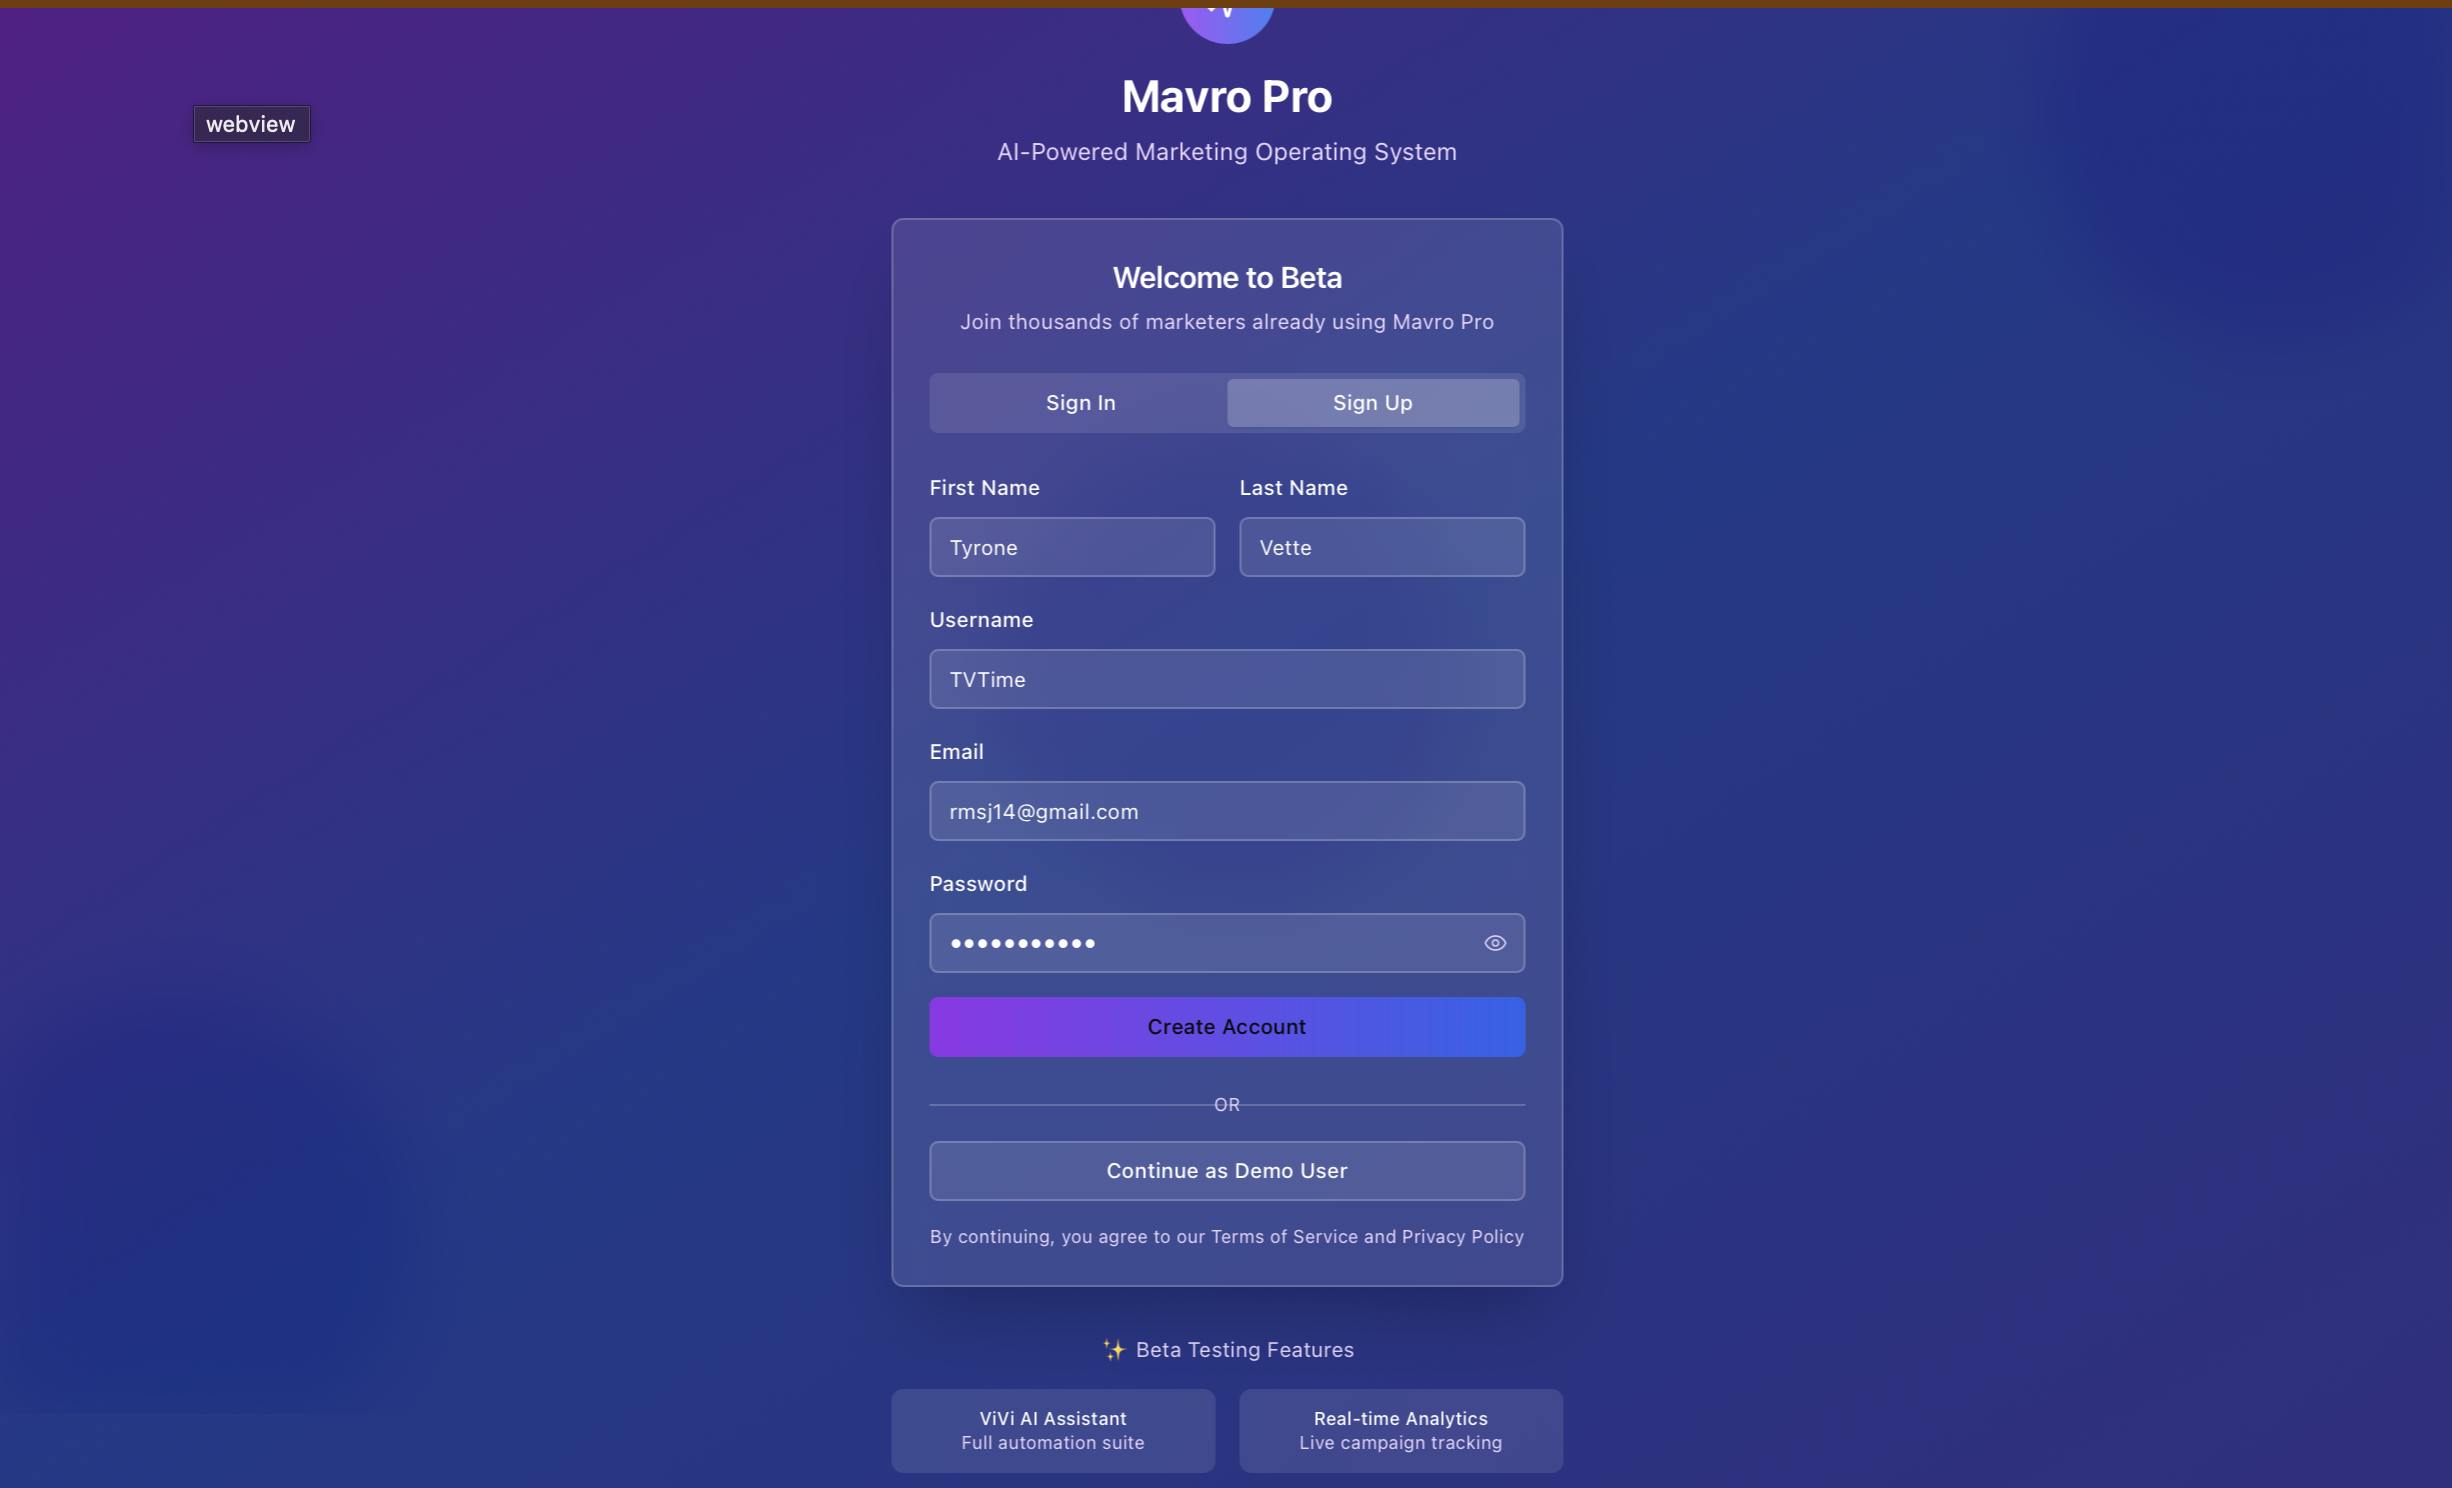 webview
Mavro Pro
AI-Powered Marketing Operating System
Welcome to Beta
Join thousands of marketers already using Mavro Pro
Sign In
Sign Up
First Name
Last Name
Tyrone
Vette
Username
TVTime
Email
rmsj14@gmail.com
Password
Create Account
OR
Continue as Demo User
By continuing, you agree to our Terms of Service and Privacy Policy
✨ Beta Testing Features
ViVi AI Assistant
Full automation suite
Real-time Analytics
Live campaign tracking